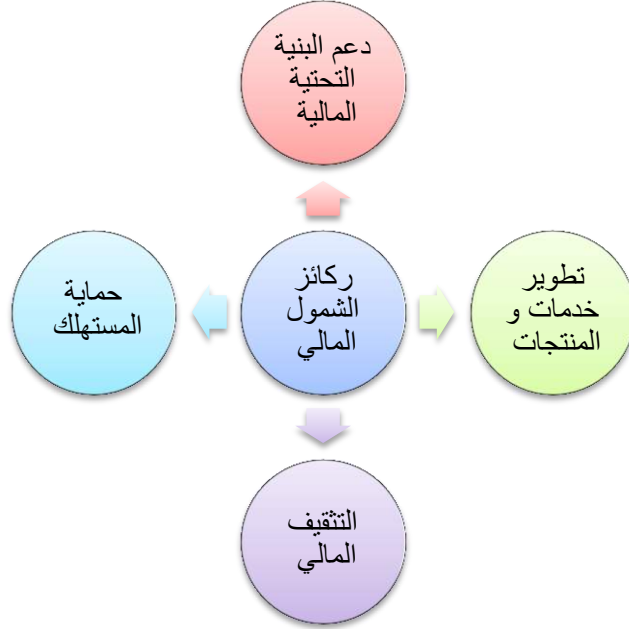 دعم البنية
التحتية
المالية
تطوير
خدمات و
المنتجات
ركائز
الشمول
المالي
حماية
المستهلك
التثقيف
المالي